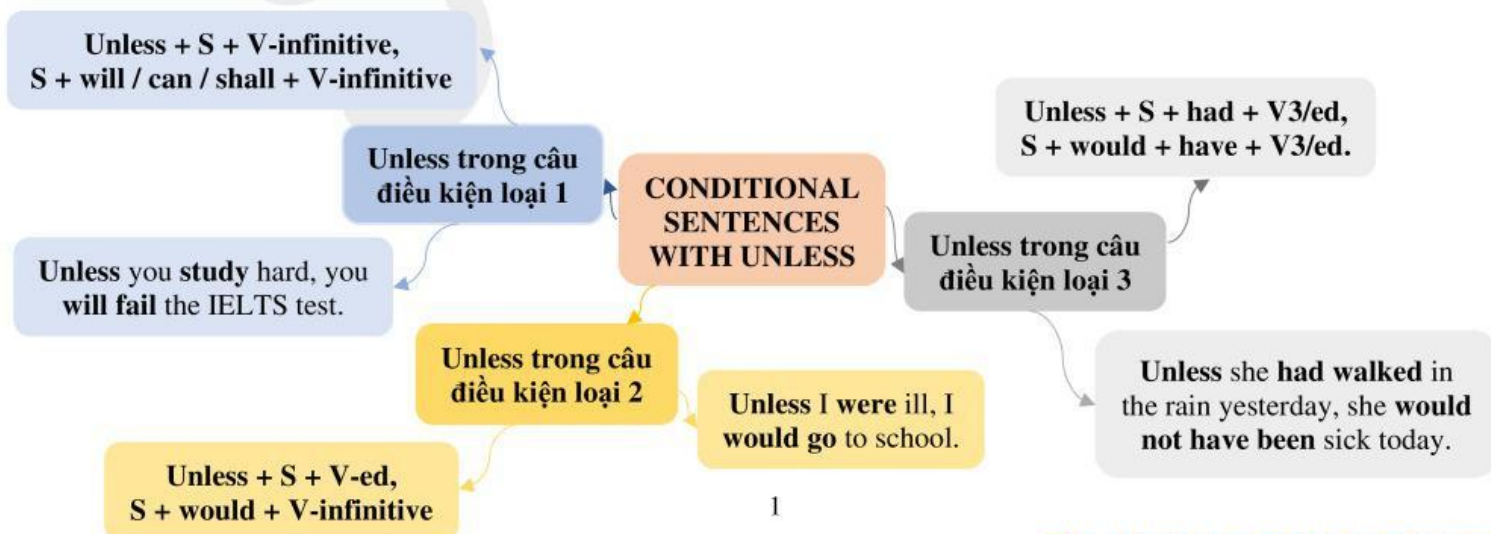 Unless + S + V-infinitive,
S + will / can / shall + V-infinitive
Unless trong câu
điều kiện loại 1
Unless you study hard, you
will fail the IELTS test.
CONDITIONAL
SENTENCES
WITH UNLESS
Unless trong câu
điều kiện loại 2
Unless I were ill, I
would go to school.
Unless + S + V-ed,
S + would + V-infinitive
Unless + S + had + V3/ed,
S + would + have + V3/ed.
Unless trong câu
điều kiện loại 3
Unless she had walked in
the rain yesterday, she would
not have been sick today.
1